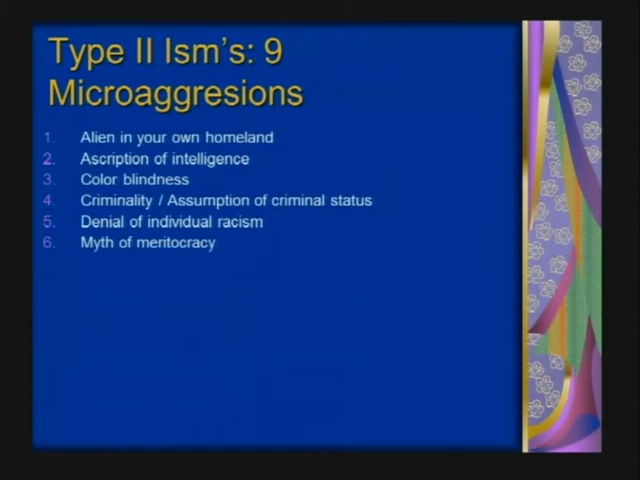 Type II Ism's: 9
Microaggresions
1. Alien in your own homeland
2. Ascription of intelligence
3. Color blindness
4. Criminality / Assumption of criminal status
5. Denial of individual racism
6. Myth of meritocracy